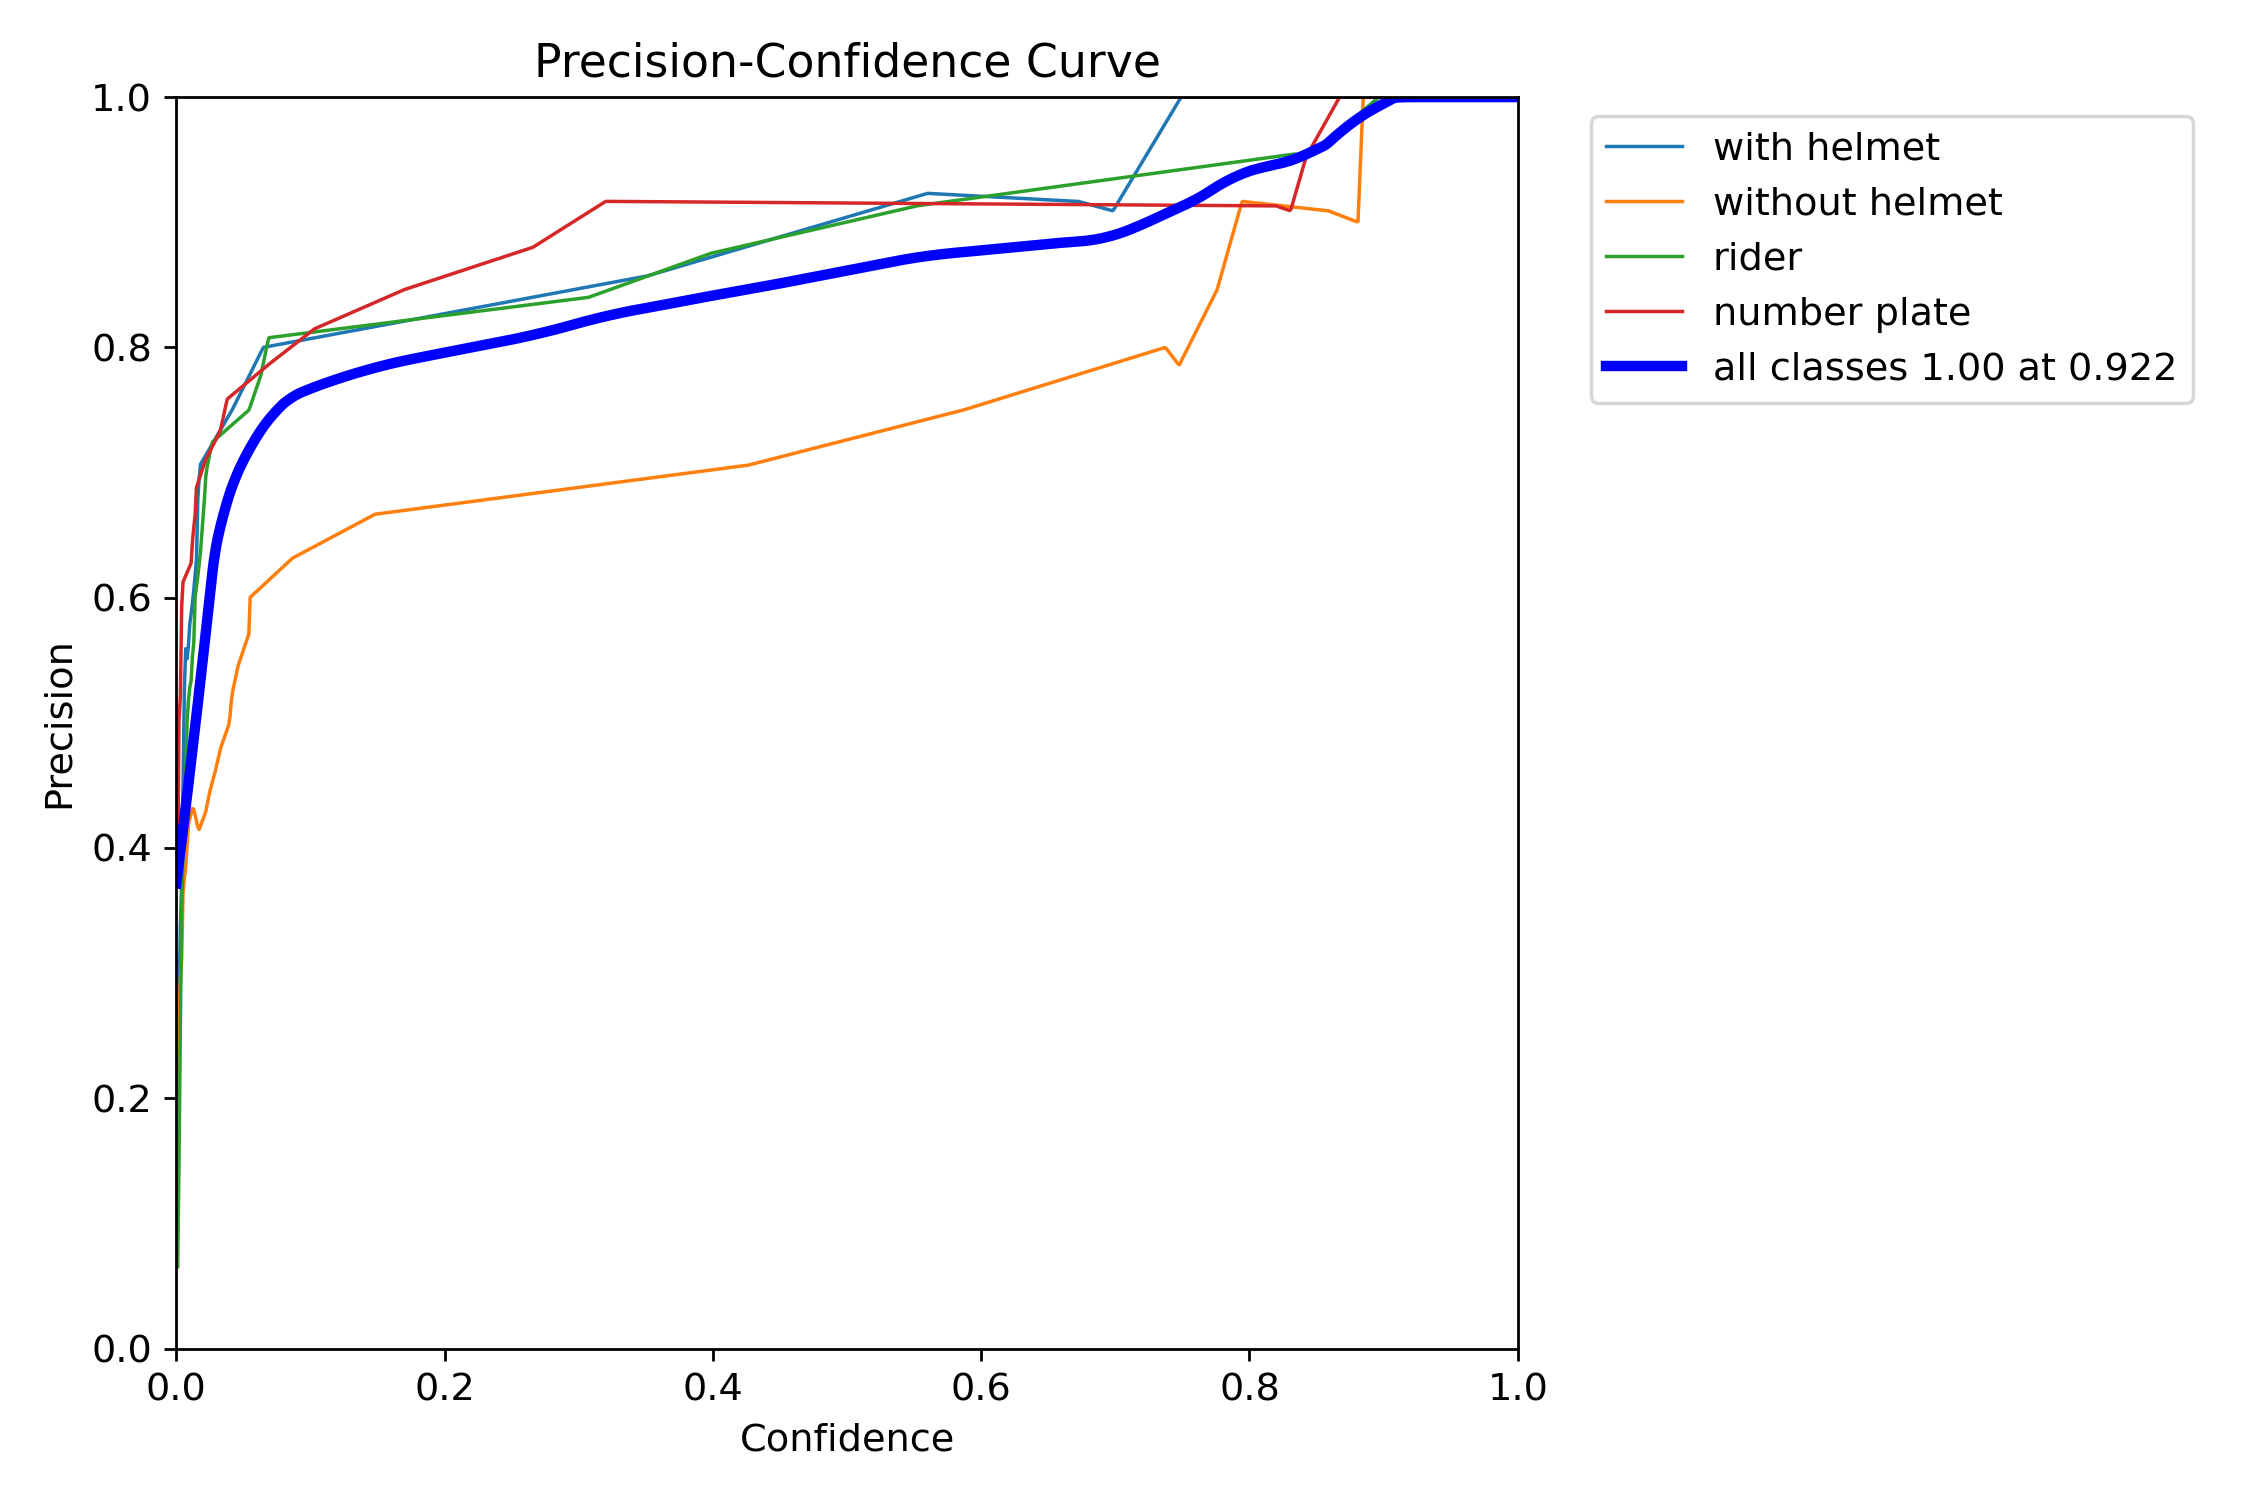 Precision-Confidence Curve
1.0
0.8
0.6
0.4
0.2
0.0
Precision
0.0 0.2 0.4 0.6 0.8 1.0
Confidence
with helmet
without helmet
rider
number plate
all classes 1.00 at 0.922